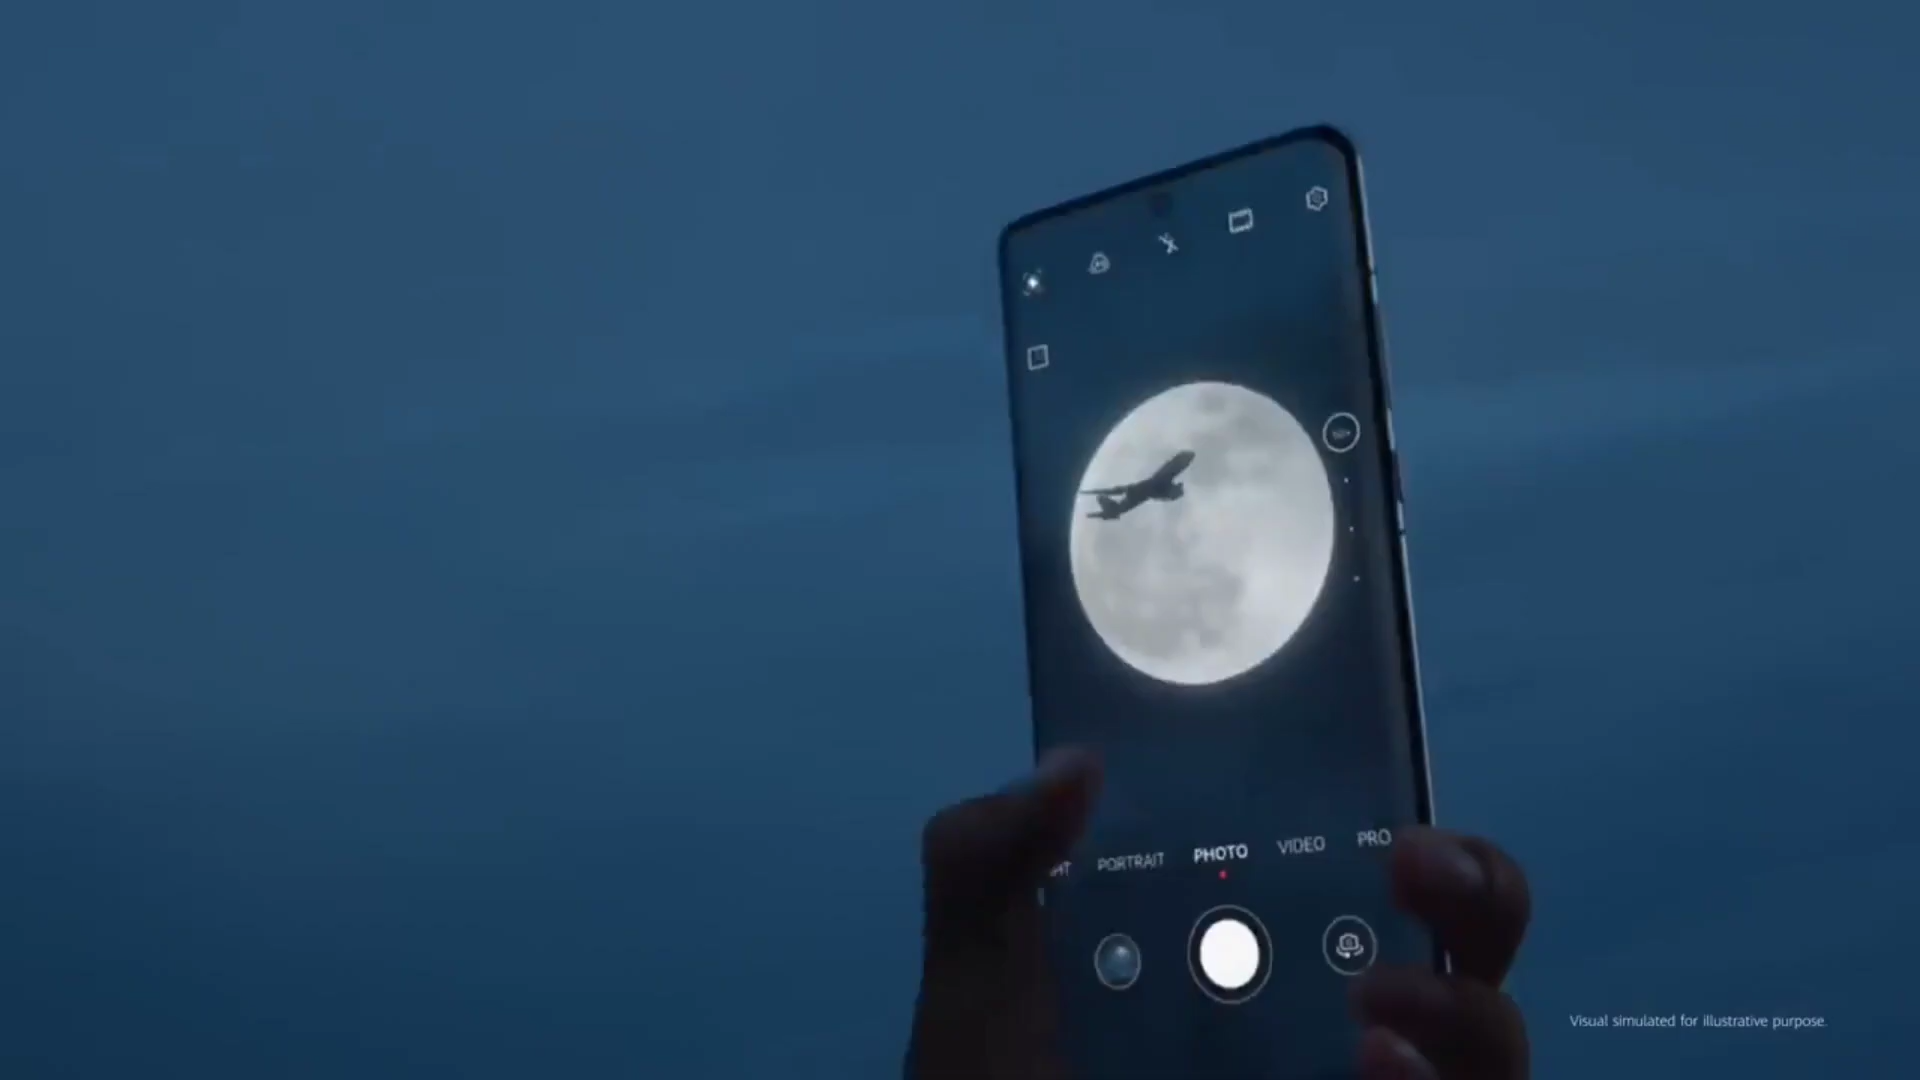 PORTRAIT PHOTO VIDEO PRO
Visual simulated for illustrative purpose.